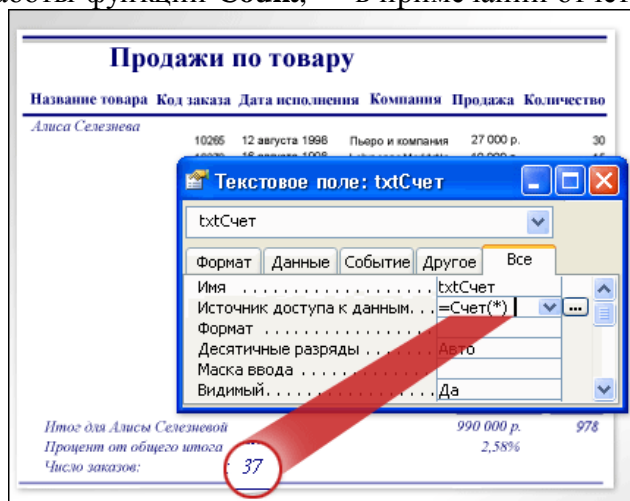 работы функции Count, — в примечании отчет
Продажи по товару
Название товара Код заказа Дата исполнения Компания Продажа Количество
Алиса Селезнева
10265 12 августа 1998 Пьеро и компания 27 000 р. 30
Текстовое поле: txtСчет
txtСчет
Формат Данные Событие Другое Все
Имя txtСчет
Источник доступа к данным... =Счет(*) ...
Формат
Десятичные разряды Авто
Маска ввода
Видимый Да
Итог для Алисы Селезневой 990 000 р. 978
Процент от общего итога 2,58%
Число заказов: 37